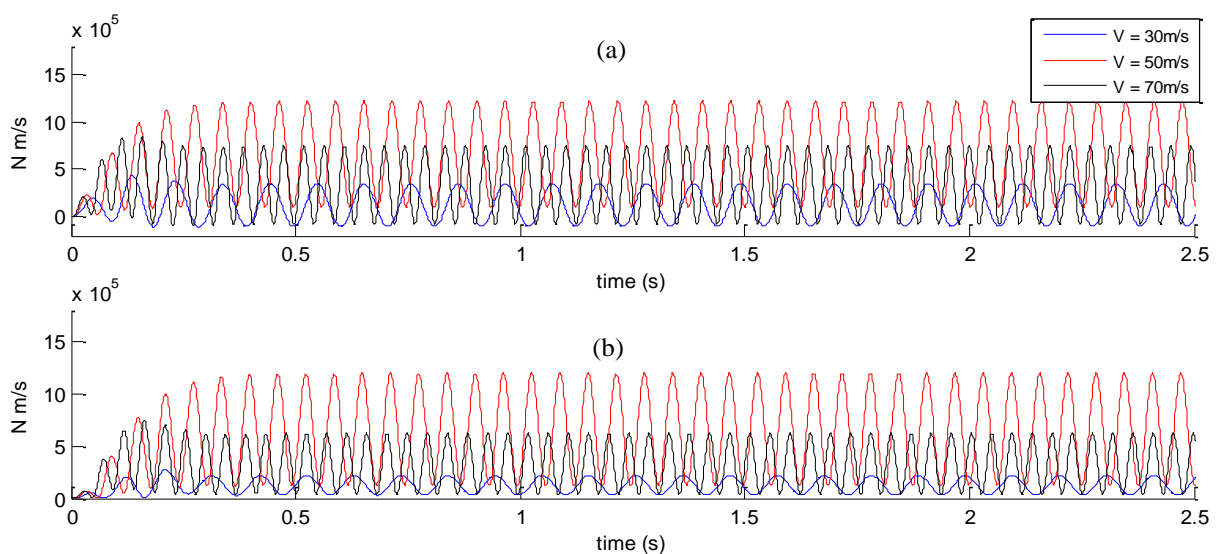 x 10^5
(a)
V = 30m/s
V = 50m/s
V = 70m/s
15
10
5
0
N m/s
0 0.5 1 1.5 2 2.5
time (s)
x 10^5
(b)
15
10
5
0
N m/s
0 0.5 1 1.5 2 2.5
time (s)